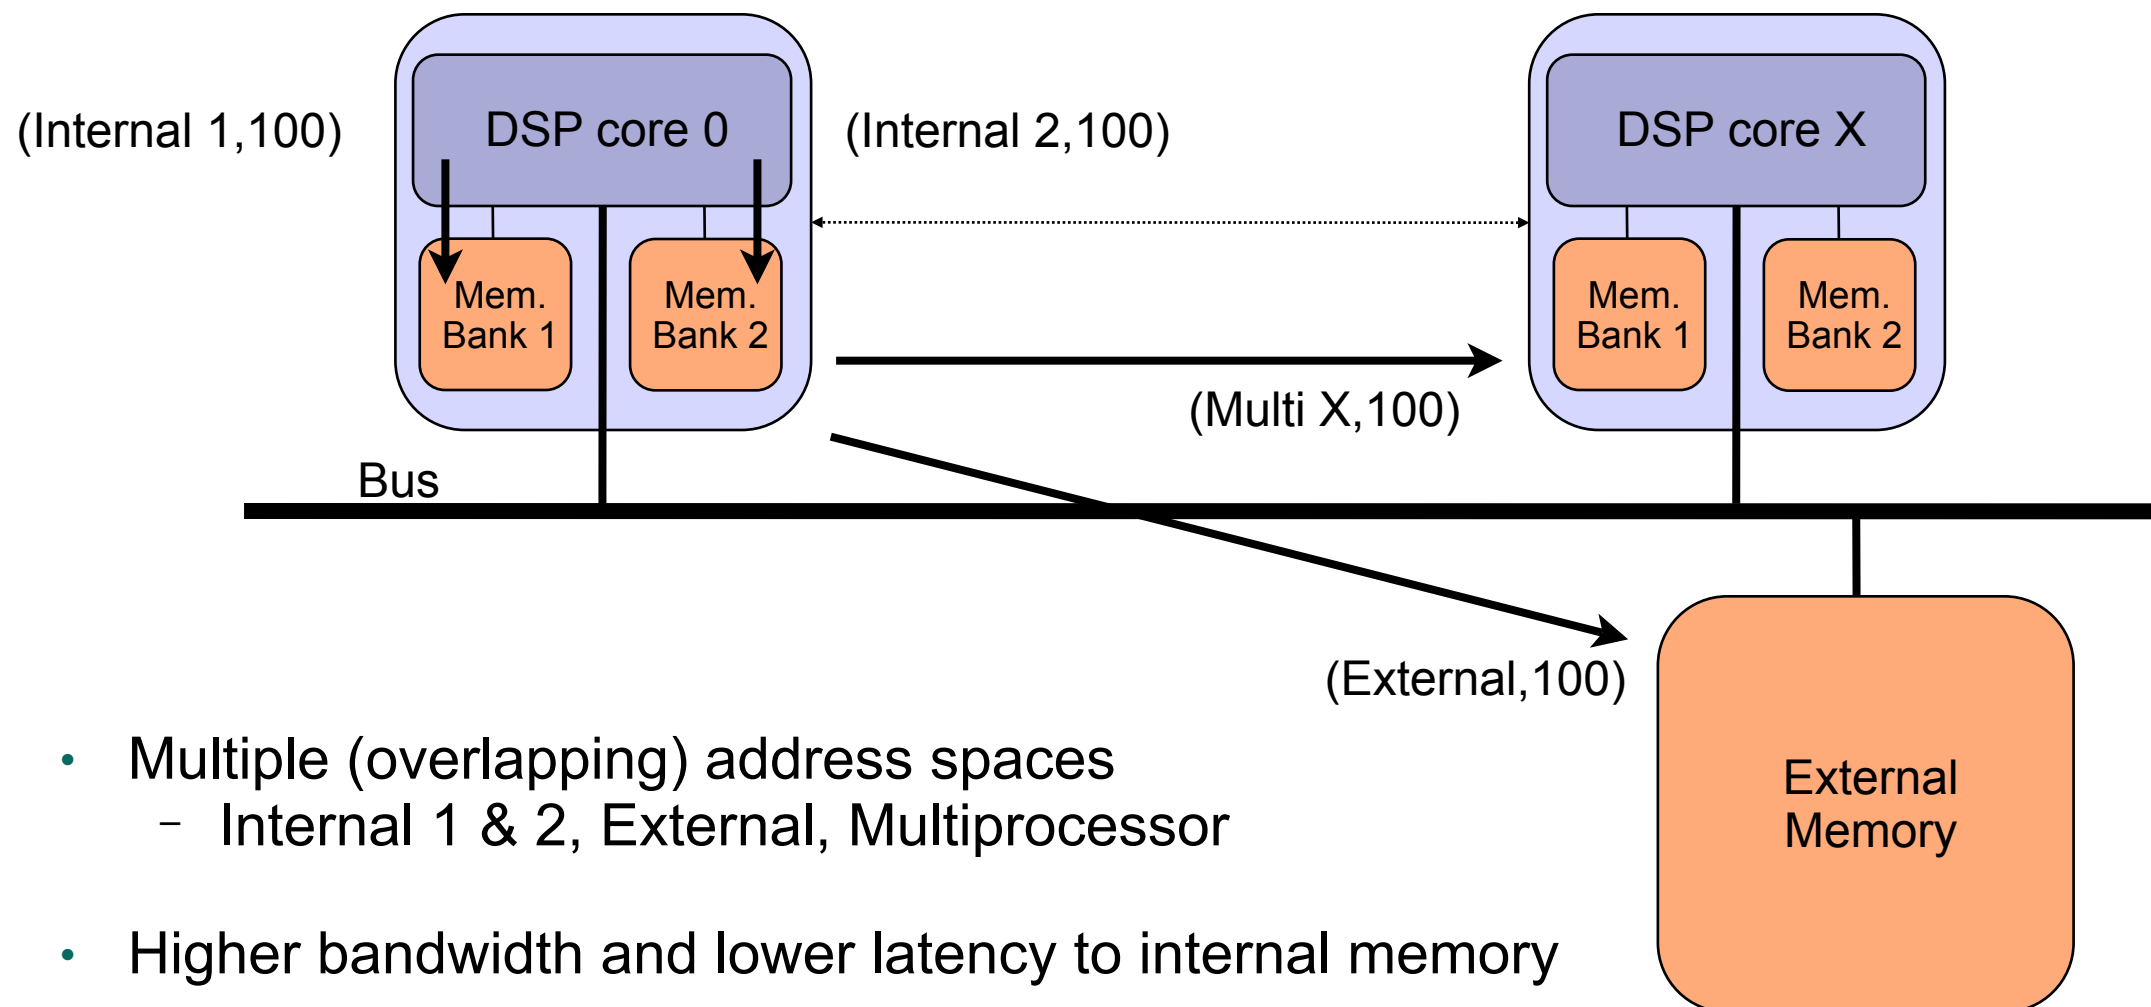 (Internal 1,100)
DSP core 0
(Internal 2,100)
DSP core X
Mem.
Bank 1
Mem.
Bank 2
Mem.
Bank 1
Mem.
Bank 2
(Multi X,100)
Bus
(External,100)
External
Memory
• Multiple (overlapping) address spaces
– Internal 1 & 2, External, Multiprocessor
• Higher bandwidth and lower latency to internal memory